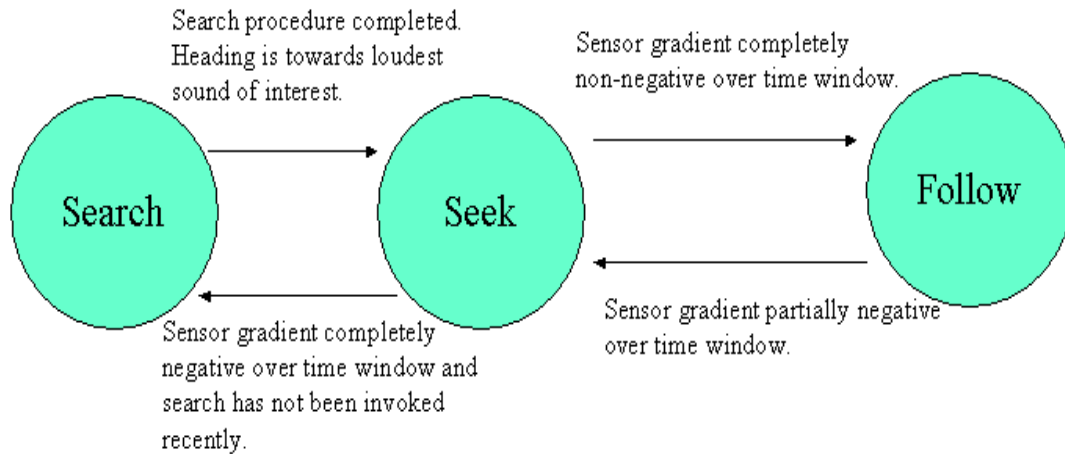 Search procedure completed.
Heading is towards loudest
sound of interest.
Sensor gradient completely
non-negative over time window.
Search
Seek
Follow
Sensor gradient completely
negative over time window and
search has not been invoked
recently.
Sensor gradient partially negative
over time window.